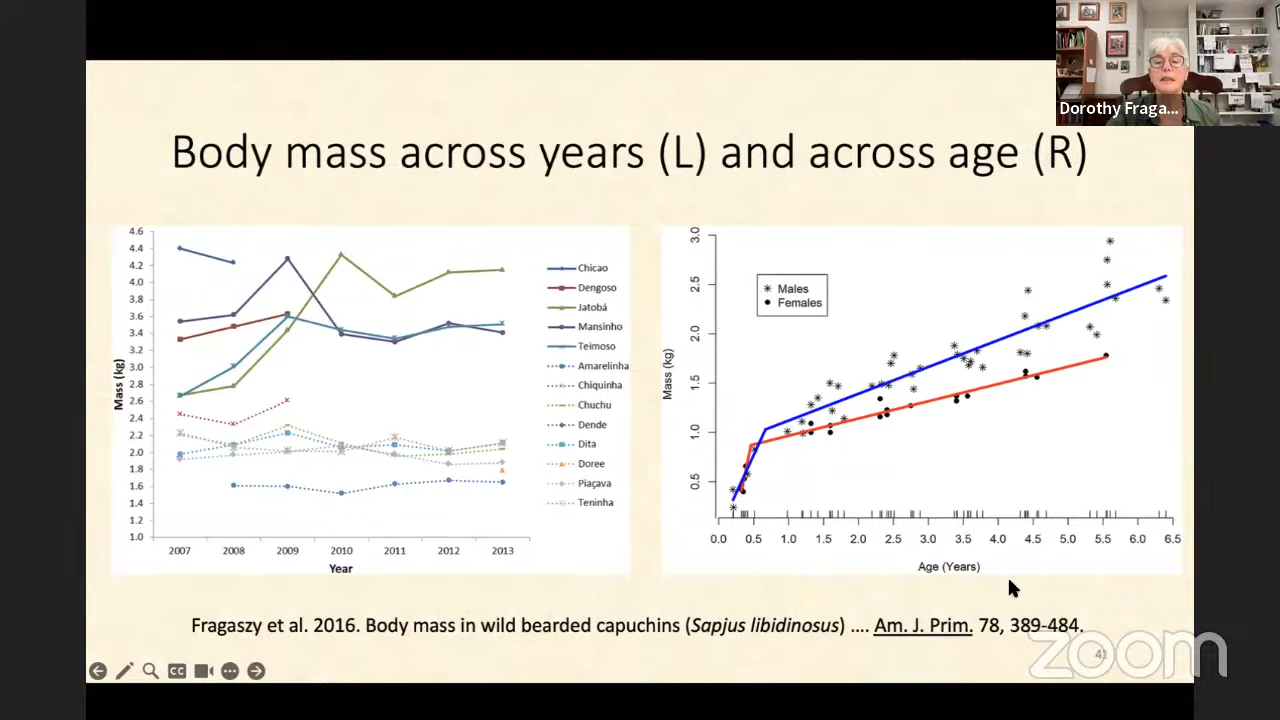 Dorothy Fraga...
Body mass across years (L) and across age (R)
4.6
4.4
4.2
4.0
3.8
3.6
3.4
3.2
3.0
2.8
2.6
2.4
2.2
2.0
1.8
1.6
1.4
1.2
1.0
Mass (kg)
2007 2008 2009 2010 2011 2012 2013
Year
Chicao
Dengoso
Jatobá
Mansinho
Teimoso
Amarelinha
Chiquinha
Chuchu
Dende
Dita
Doree
Piaçava
Teninha
3.0
2.5
2.0
1.5
1.0
0.5
Mass (kg)
Males
Females
0.0 0.5 1.0 1.5 2.0 2.5 3.0 3.5 4.0 4.5 5.0 5.5 6.0 6.5
Age (Years)
Fragaszy et al. 2016. Body mass in wild bearded capuchins (Sapjus libidinosus) .... Am. J. Prim. 78, 389-484.
41
CC
zoom